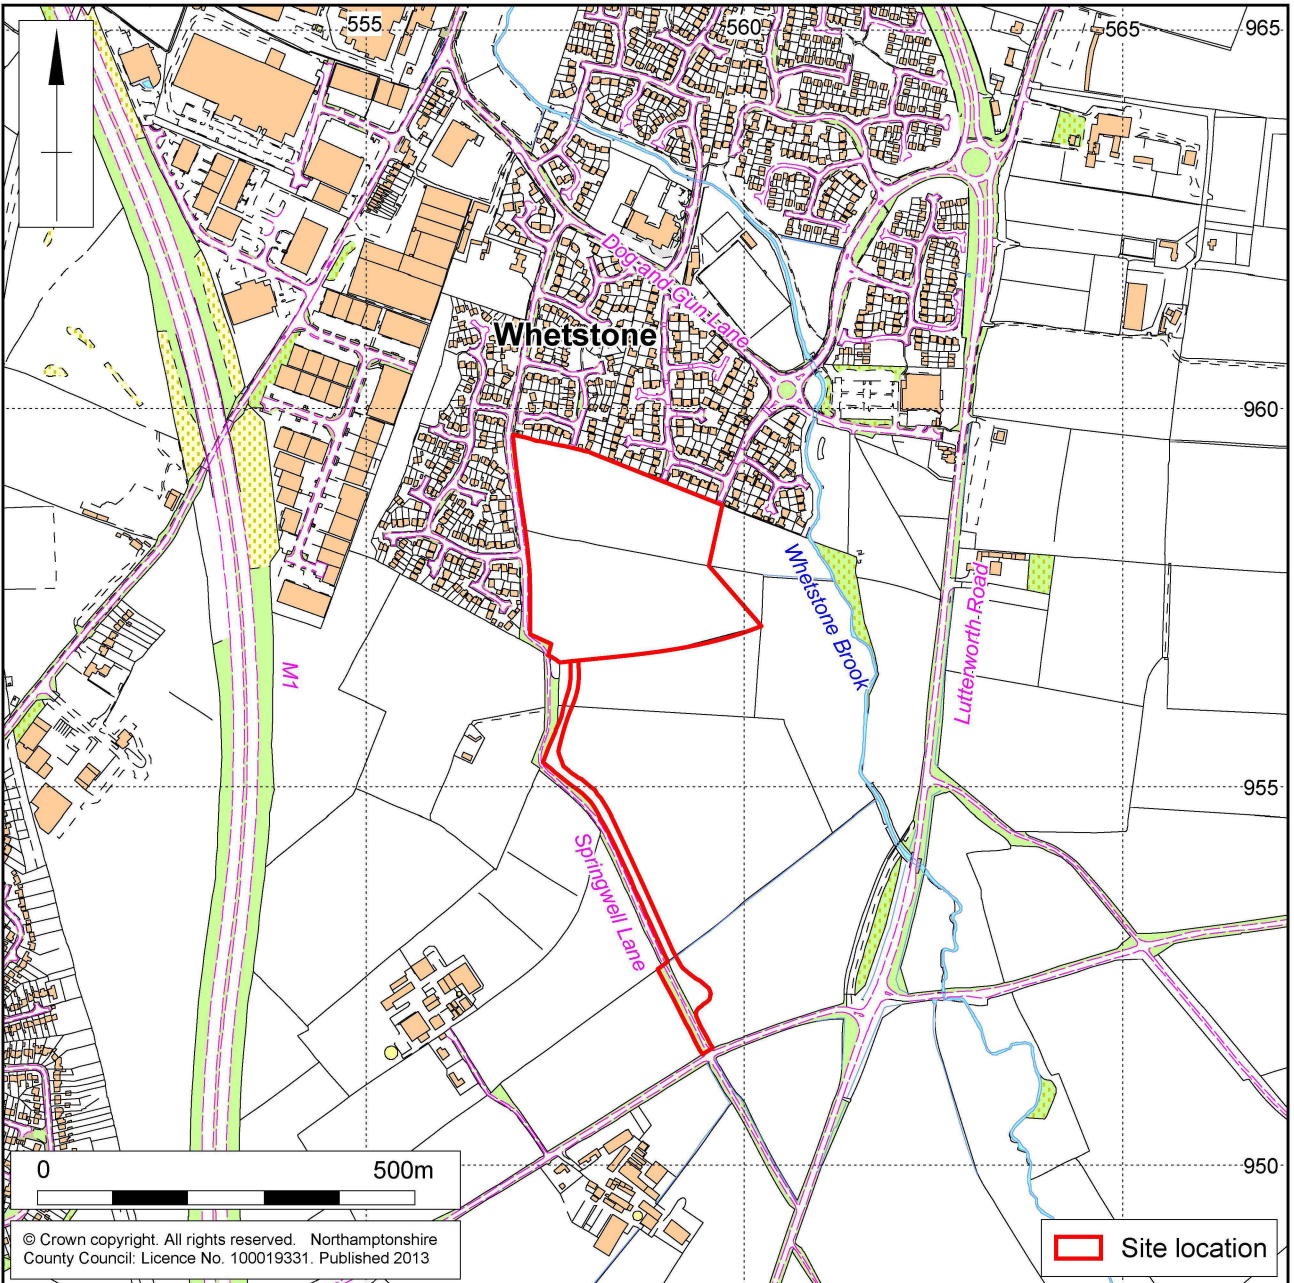 555
560
565
965
Dog and Gun Lane
Whetstone
960
Whetstone Brook
Lutterworth Road
M1
955
Springwell Lane
950
0 500m
© Crown copyright. All rights reserved. Northamptonshire
County Council: Licence No. 100019331. Published 2013
Site location